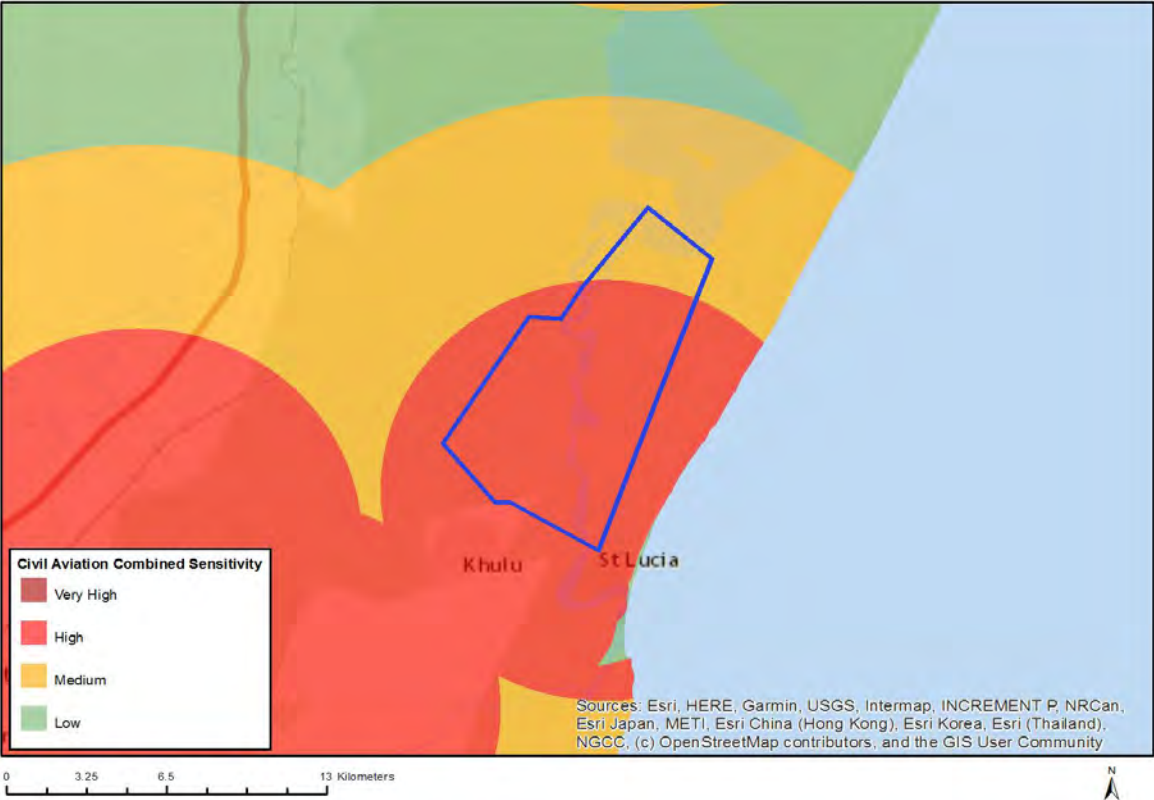 Khulu
St Lucia
Civil Aviation Combined Sensitivity
Very High
High
Medium
Low
Sources: Esri, HERE, Garmin, USGS, Intermap, INCREMENT P, NRCan,
Esri Japan, METI, Esri China (Hong Kong), Esri Korea, Esri (Thailand),
NGCC, (c) OpenStreetMap contributors, and the GIS User Community
0 3.25 6.5 13 Kilometers
N